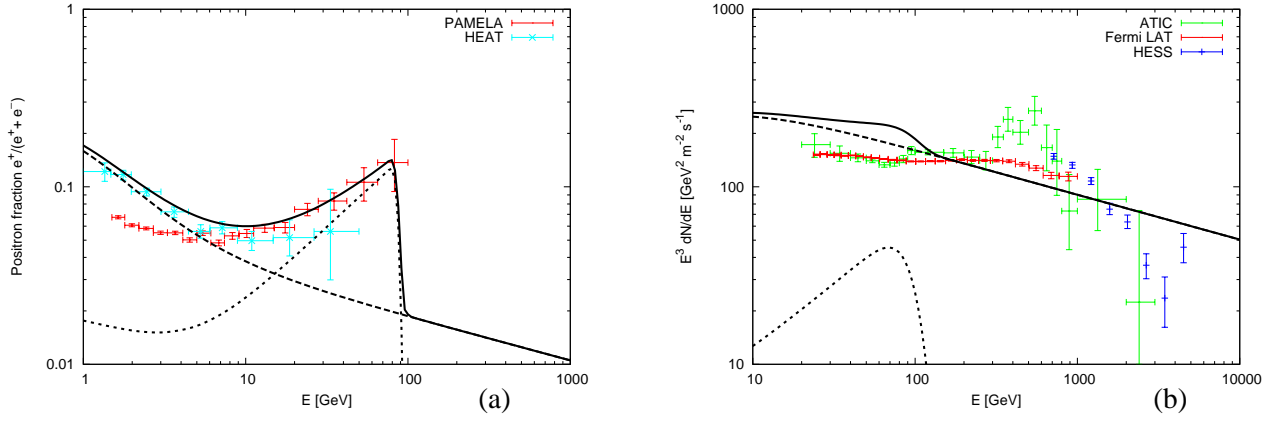 Positron fraction e⁺/(e⁺+ e⁻)
1
0.1
0.01
1
10
100
1000
E [GeV]
PAMELA
HEAT
(a)
E³ dN/dE [GeV² m⁻² s⁻¹]
1000
100
10
10
100
1000
10000
E [GeV]
ATIC
Fermi LAT
HESS
(b)